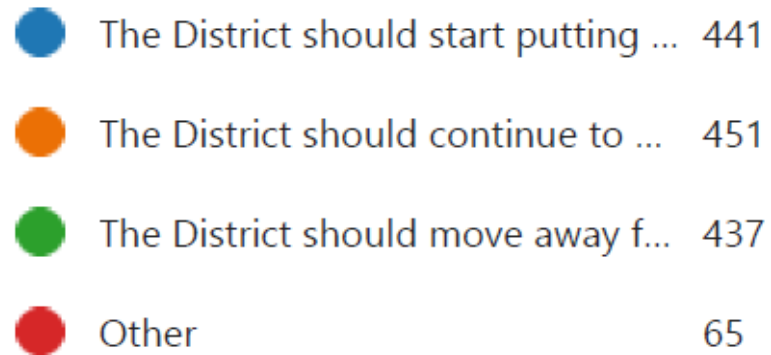 The District should start putting ... 441
The District should continue to ... 451
The District should move away f... 437
Other 65